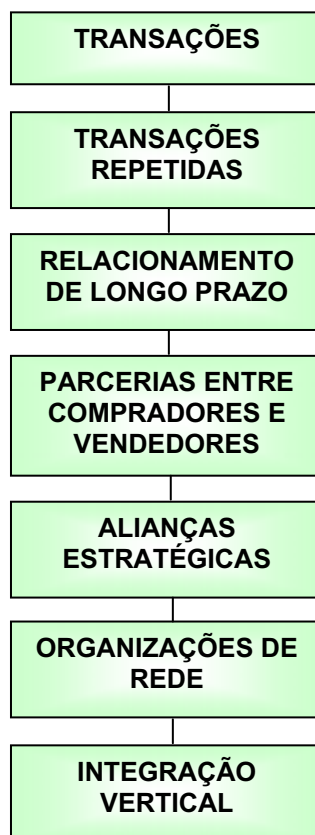 TRANSAÇÕES
TRANSAÇÕES
REPETIDAS
RELACIONAMENTO
DE LONGO PRAZO
PARCERIAS ENTRE
COMPRADORES E
VENDEDORES
ALIANÇAS
ESTRATÉGICAS
ORGANIZAÇÕES DE
REDE
INTEGRAÇÃO
VERTICAL